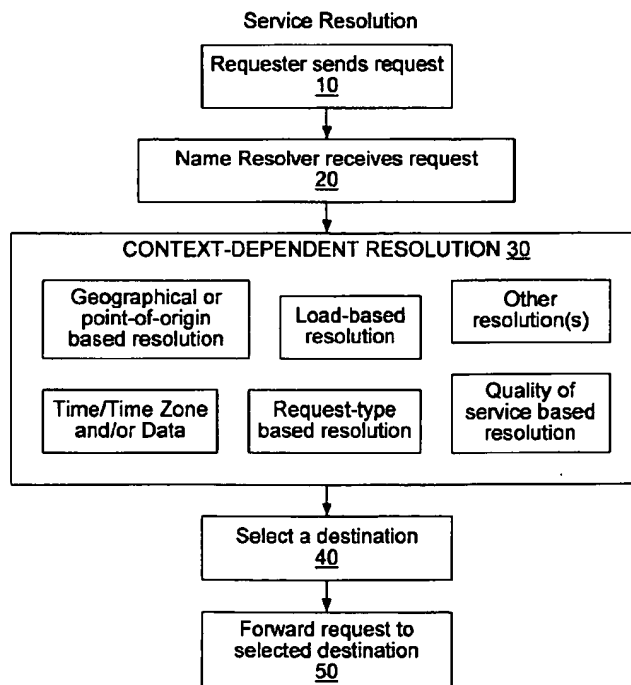 Service Resolution
Requester sends request
10
Name Resolver receives request
20
CONTEXT-DEPENDENT RESOLUTION 30
Geographical or
point-of-origin
based resolution
Load-based
resolution
Other
resolution(s)
Time/Time Zone
and/or Data
Request-type
based resolution
Quality of
service based
resolution
Select a destination
40
Forward request to
selected destination
50